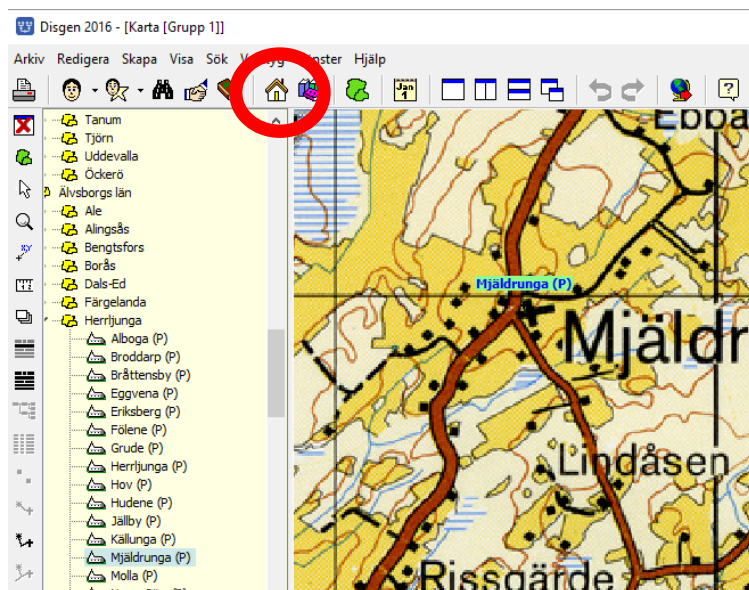 Disgen 2016 - [Karta [Grupp 1]]
Arkiv Redigera Skapa Visa Sök Hjälp
Jan
1
?
Tanum
Tjörn
Uddevalla
Öckerö
Älvsborgs län
Ale
Alingsås
Bengtsfors
Borås
Dals-Ed
Färgelanda
Herrljunga
Alboga (P)
Broddarp (P)
Bråttensby (P)
Eggvena (P)
Eriksberg (P)
Fölene (P)
Grude (P)
Herrljunga (P)
Hov (P)
Hudene (P)
Jällby (P)
Källunga (P)
Mjäldrunga (P)
Molla (P)
Ebba
Mjäldrunga (P)
Mjäldr
Lindåsen
Rissgärde